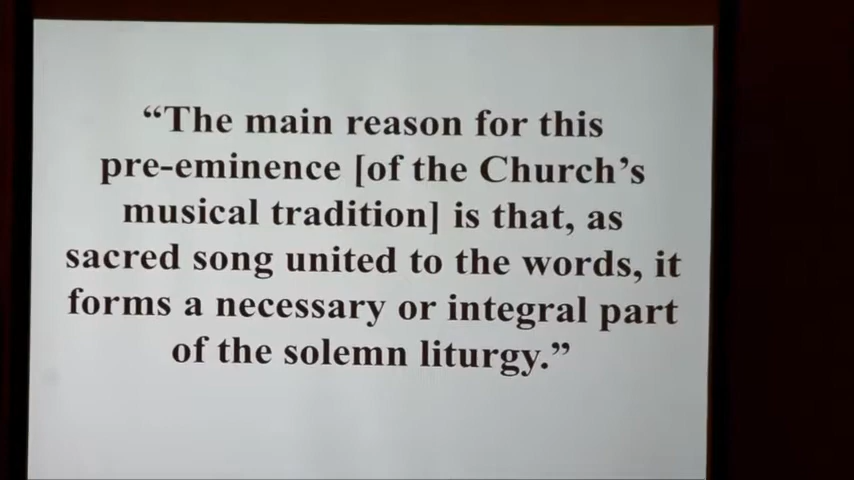 “The main reason for this
pre-eminence [of the Church’s
musical tradition] is that, as
sacred song united to the words, it
forms a necessary or integral part
of the solemn liturgy.”